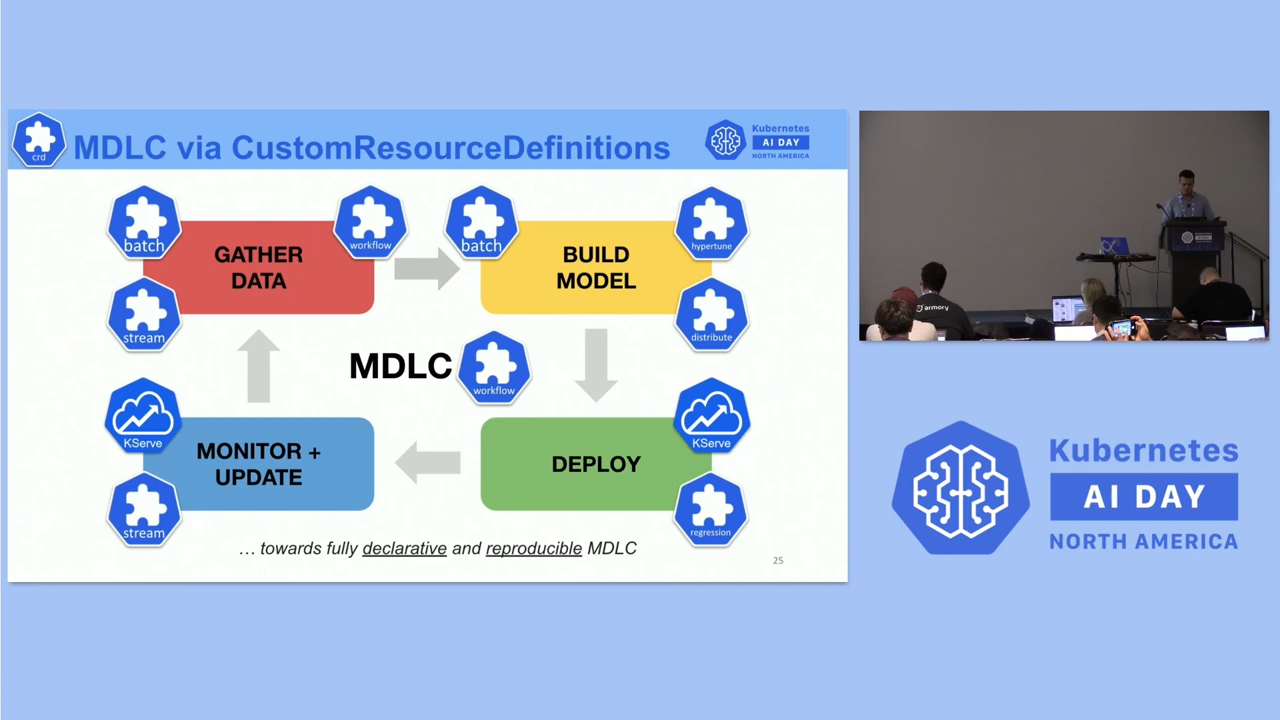 crd
MDLC via CustomResourceDefinitions
Kubernetes
AI DAY
NORTH AMERICA
batch
workflow
batch
hypertune
GATHER
DATA
BUILD
MODEL
stream
distribute
MDLC
workflow
KServe
KServe
MONITOR +
UPDATE
DEPLOY
stream
regression
… towards fully declarative and reproducible MDLC
25
armory
Kubernetes
AI DAY
NORTH AMERICA